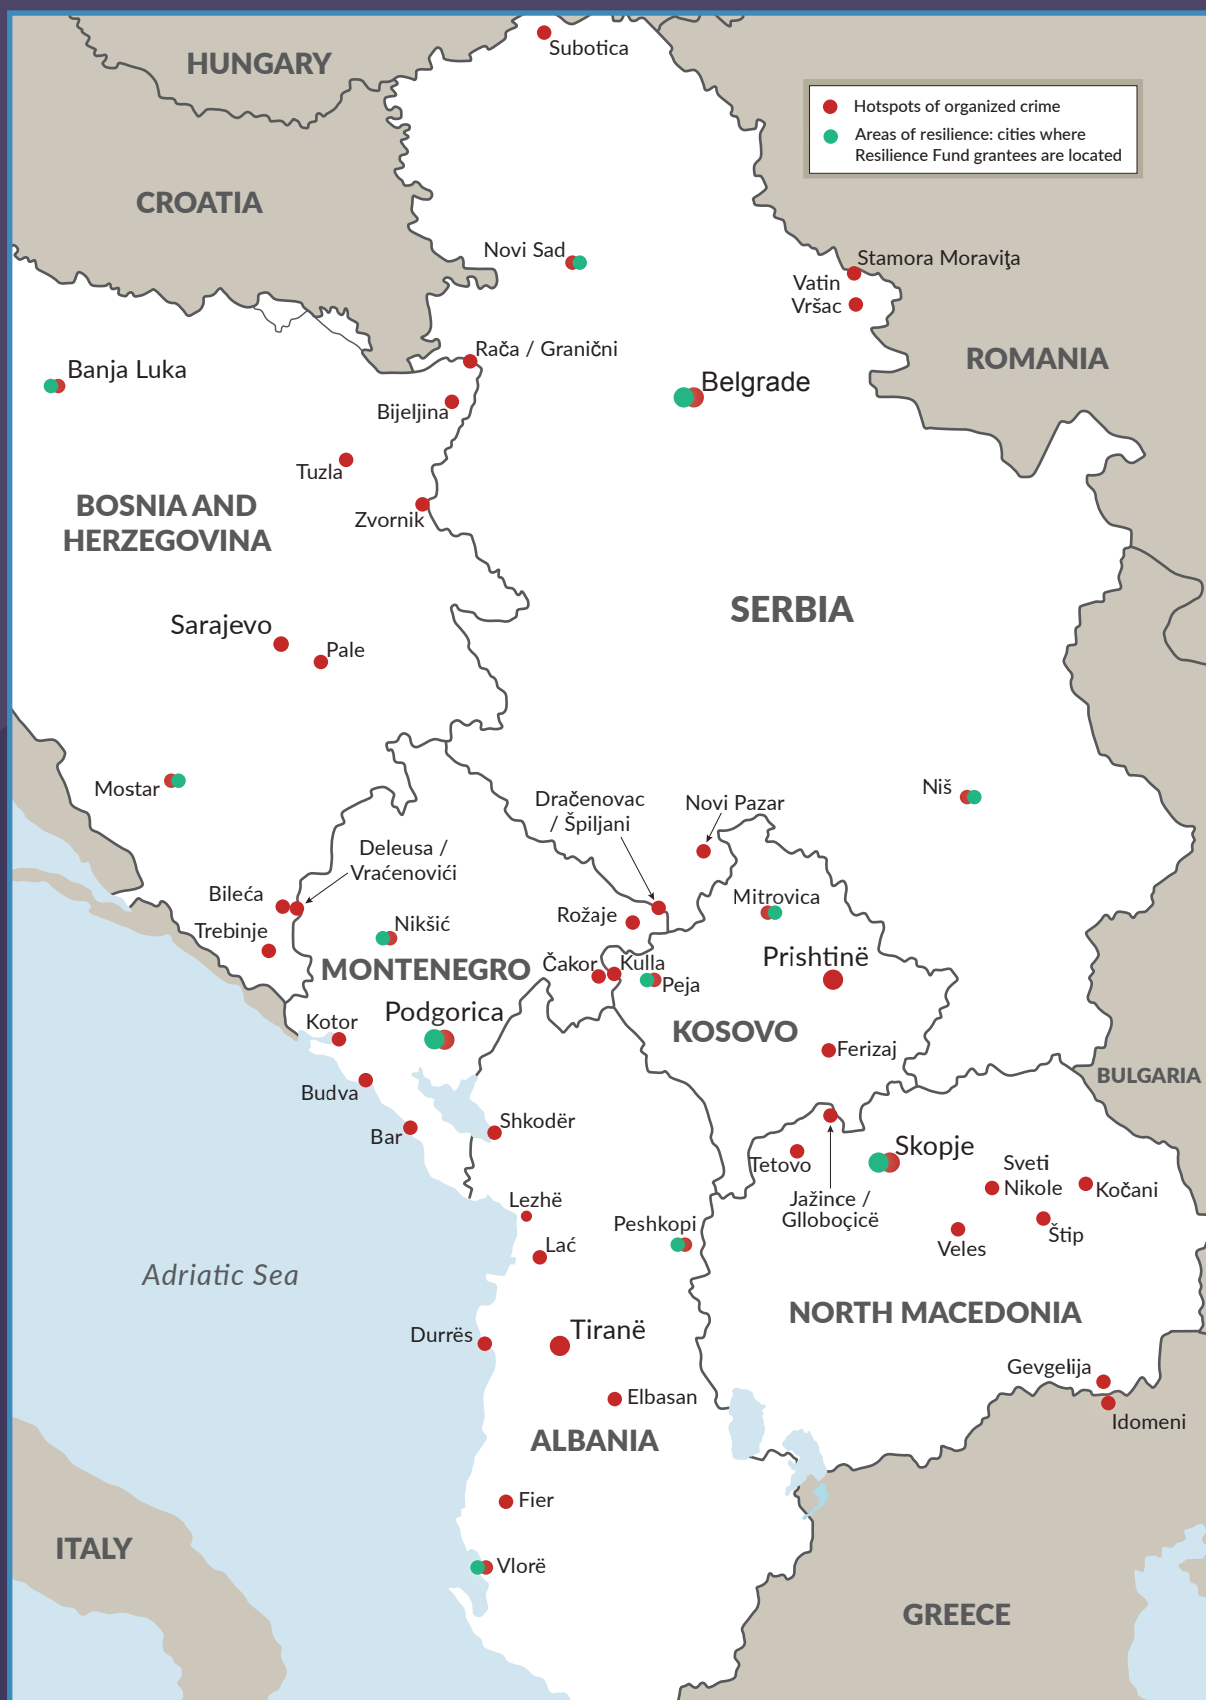 Subotica
HUNGARY
Hotspots of organized crime
Areas of resilience: cities where
Resilience Fund grantees are located
CROATIA
Novi Sad
Stamora Moraviţa
Vatin
Vršac
Rača / Granični
ROMANIA
Banja Luka
Belgrade
Bijeljina
Tuzla
BOSNIA AND
HERZEGOVINA
Zvornik
SERBIA
Sarajevo
Pale
Mostar
Niš
Dračenovac
/ Špiljani
Novi Pazar
Deleusa /
Vraćenovići
Bileća
Mitrovica
Trebinje
Nikšić
Rožaje
Prishtinë
MONTENEGRO
Čakor
Kulla
Peja
Podgorica
Kotor
KOSOVO
Ferizaj
BULGARIA
Budva
Shkodër
Bar
Skopje
Tetovo
Sveti
Nikole
Kočani
Jažince /
Glloboçicë
Lezhë
Peshkopi
Štip
Lać
Veles
Adriatic Sea
NORTH MACEDONIA
Durrës
Tiranë
Gevgelija
Elbasan
Idomeni
ALBANIA
Fier
ITALY
Vlorë
GREECE